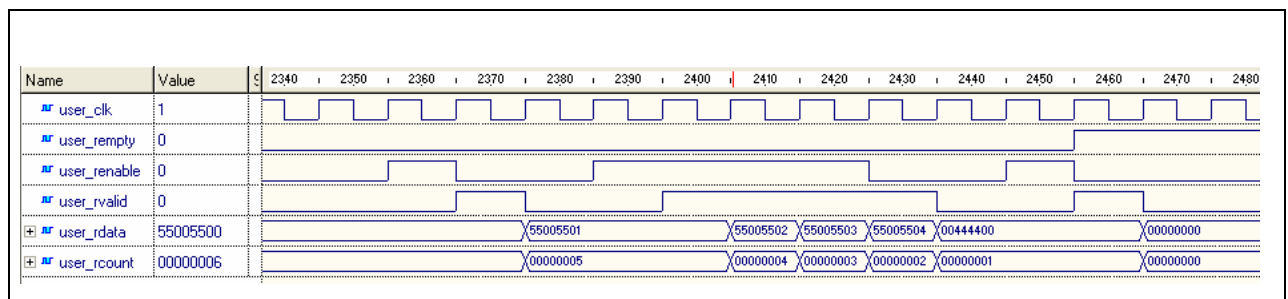 Name Value S 2340 2350 2360 2370 2380 2390 2400 2410 2420 2430 2440 2450 2460 2470 2480
user_clk 1
user_rempty 0
user_renable 0
user_rvalid 0
user_rdata 55005500 55005501 55005502 55005503 55005504 00444400 00000000
user_rcount 00000006 00000005 00000004 00000003 00000002 00000001 00000000